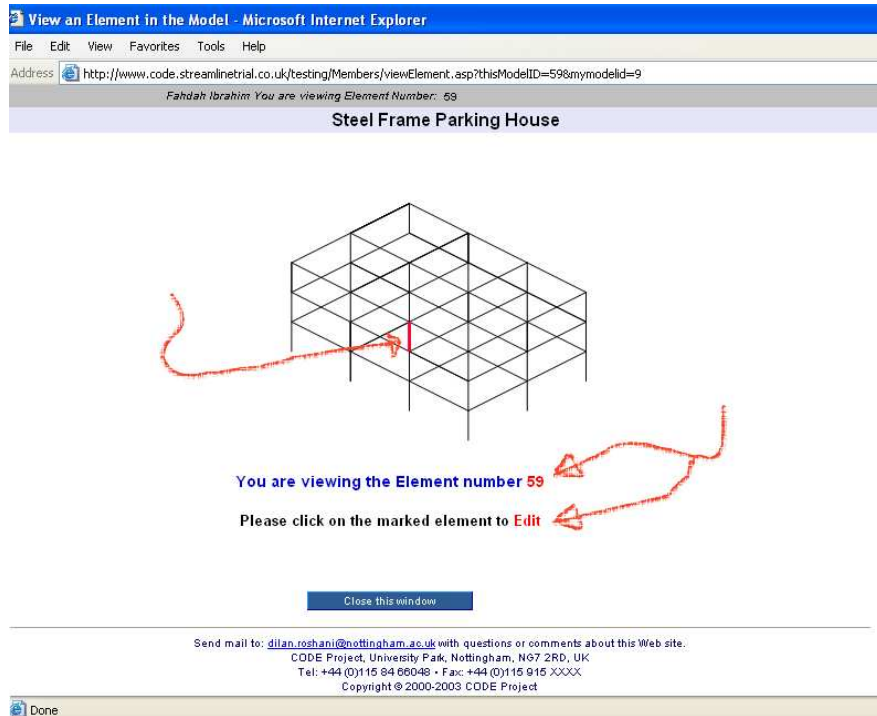 View an Element in the Model - Microsoft Internet Explorer
File Edit View Favorites Tools Help
Address http://www.code.streamlinetrial.co.uk/testing/Members/viewElement.asp?thisModelID=59&mymodelid=9
Fahdah Ibrahim You are viewing Element Number: 59
Steel Frame Parking House
You are viewing the Element number 59
Please click on the marked element to Edit
Close this window
Send mail to: dilan.roshani@nottingham.ac.uk with questions or comments about this Web site.
CODE Project, University Park, Nottingham, NG7 2RD, UK
Tel: +44 (0)115 84 66048 • Fax: +44 (0)115 915 XXXX
Copyright © 2000-2003 CODE Project
Done